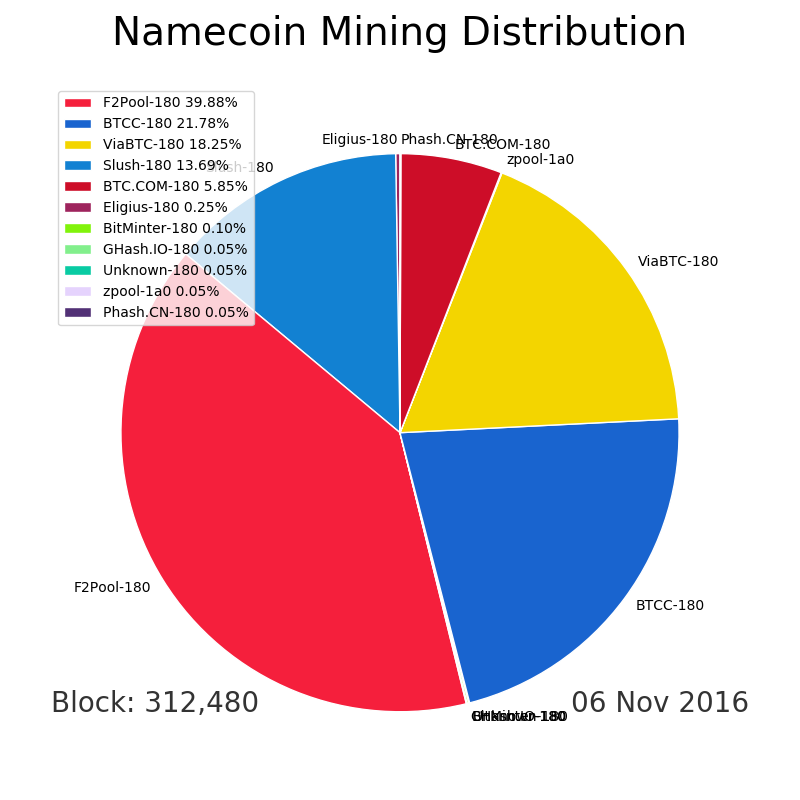 Namecoin Mining Distribution
F2Pool-180 39.88%
BTCC-180 21.78%
ViaBTC-180 18.25%
Slush-180 13.69%
BTC.COM-180 5.85%
Eligius-180 0.25%
BitMinter-180 0.10%
GHash.IO-180 0.05%
Unknown-180 0.05%
zpool-1a0 0.05%
Phash.CN-180 0.05%
Eligius-180
Phash.CN-180
BTC.COM-180
zpool-1a0
Slush-180
ViaBTC-180
F2Pool-180
BTCC-180
Block: 312,480
06 Nov 2016